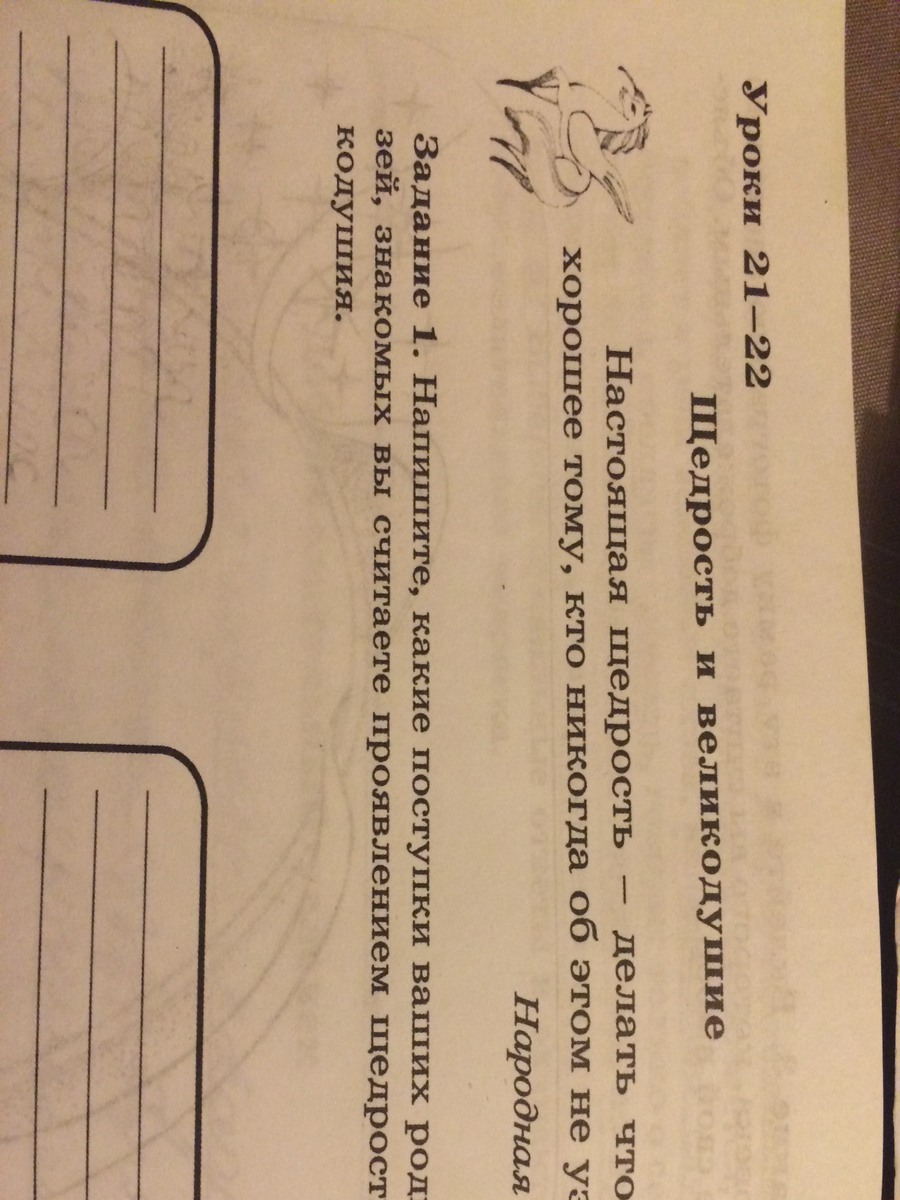 Уроки 21–22
Щедрость и великодушие
Настоящая щедрость – делать что
хорошее тому, кто никогда об этом не уз
Народная
Задание 1. Напишите, какие поступки ваших род
зей, знакомых вы считаете проявлением щедрост
кодушия.